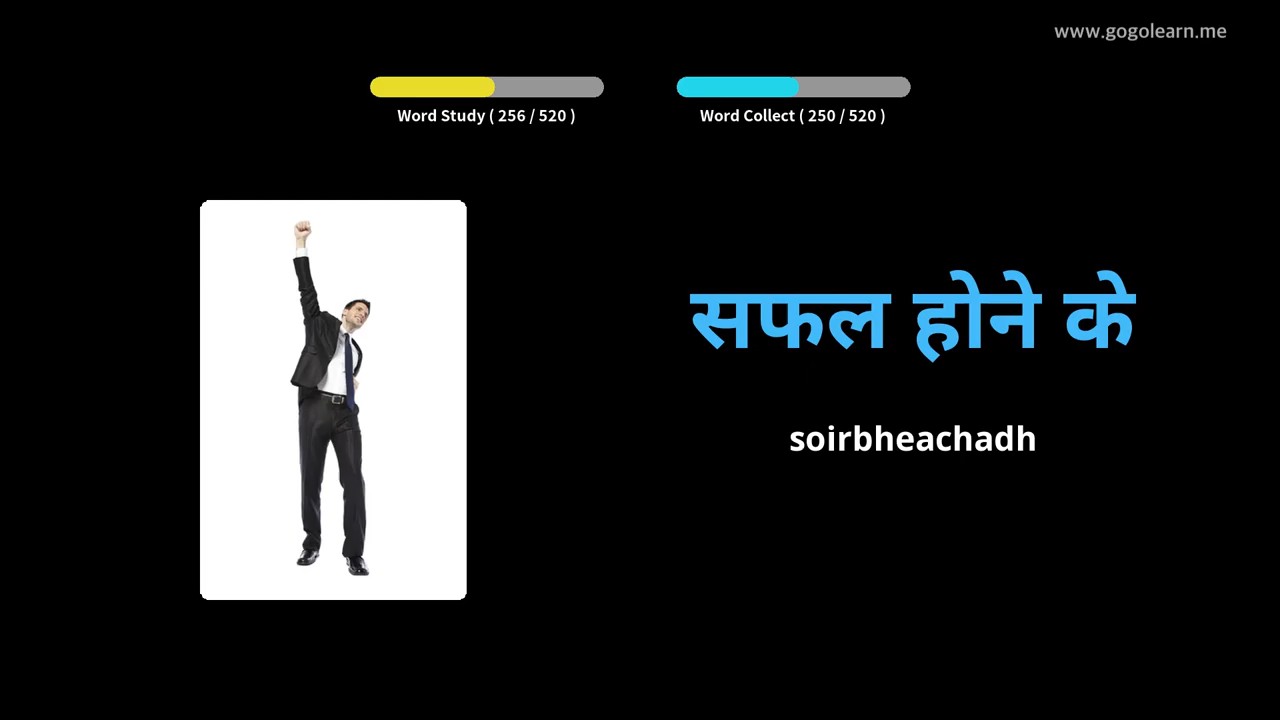 www.gogolearn.me
Word Study ( 256 / 520 )
Word Collect ( 250 / 520 )
सफल होने के
soirbheachadh